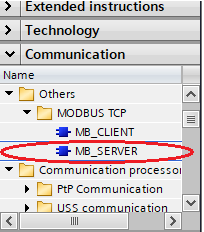 Extended instructions
Technology
Communication
Name
Others
MODBUS TCP
MB_CLIENT
MB_SERVER
Communication processor
PtP Communication
USS communication